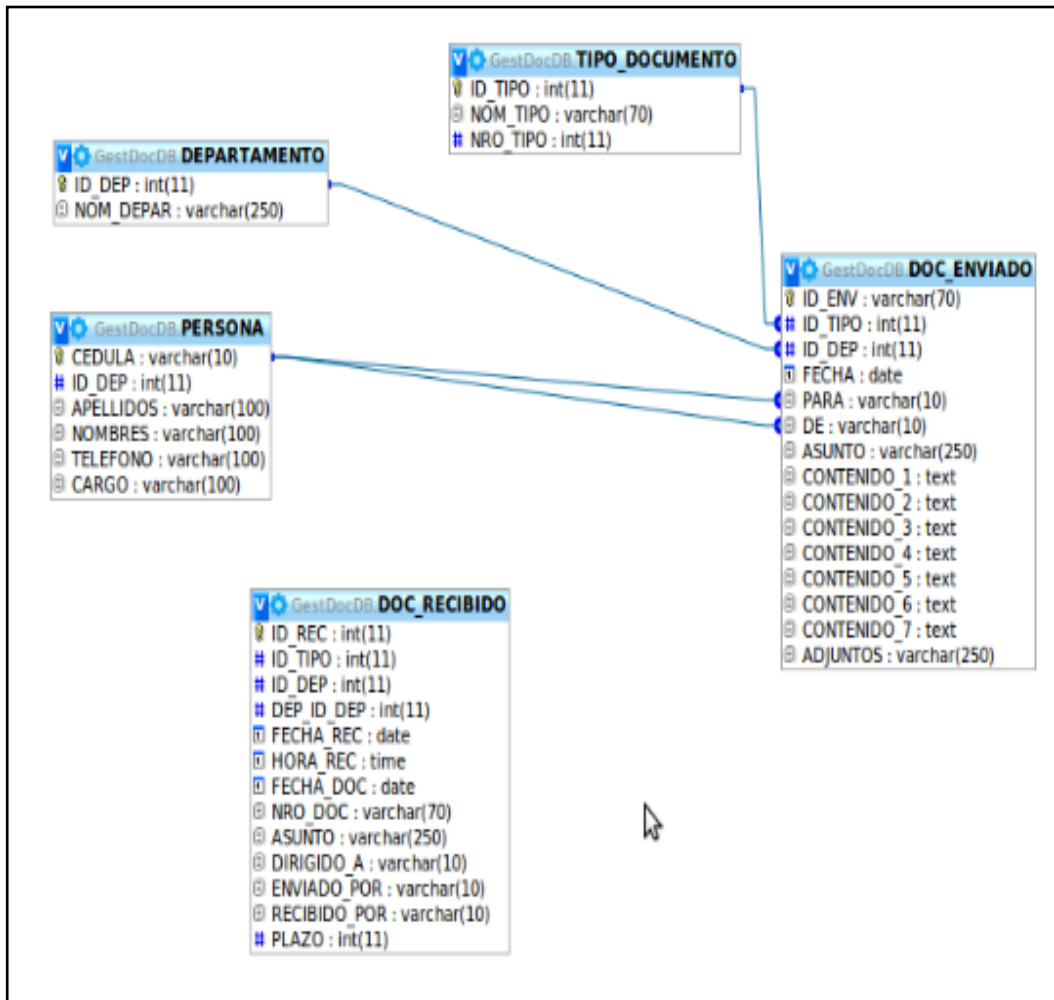 GestDocDB.TIPO_DOCUMENTO
ID_TIPO : int(11)
NOM_TIPO : varchar(70)
# NRO_TIPO : int(11)
GestDocDB.DEPARTAMENTO
ID_DEP : int(11)
NOM_DEPAR : varchar(250)
GestDocDB.PERSONA
CEDULA : varchar(10)
# ID_DEP : int(11)
APELLIDOS : varchar(100)
NOMBRES : varchar(100)
TELEFONO : varchar(100)
CARGO : varchar(100)
GestDocDB.DOC_ENVIADO
ID_ENV : varchar(70)
# ID_TIPO : int(11)
# ID_DEP : int(11)
FECHA : date
PARA : varchar(10)
DE : varchar(10)
ASUNTO : varchar(250)
CONTENIDO_1 : text
CONTENIDO_2 : text
CONTENIDO_3 : text
CONTENIDO_4 : text
CONTENIDO_5 : text
CONTENIDO_6 : text
CONTENIDO_7 : text
ADJUNTOS : varchar(250)
GestDocDB.DOC_RECIBIDO
ID_REC : int(11)
# ID_TIPO : int(11)
# ID_DEP : int(11)
# DEP_ID_DEP : int(11)
FECHA_REC : date
HORA_REC : time
FECHA_DOC : date
NRO_DOC : varchar(70)
ASUNTO : varchar(250)
DIRIGIDO_A : varchar(10)
ENVIADO_POR : varchar(10)
RECIBIDO_POR : varchar(10)
# PLAZO : int(11)